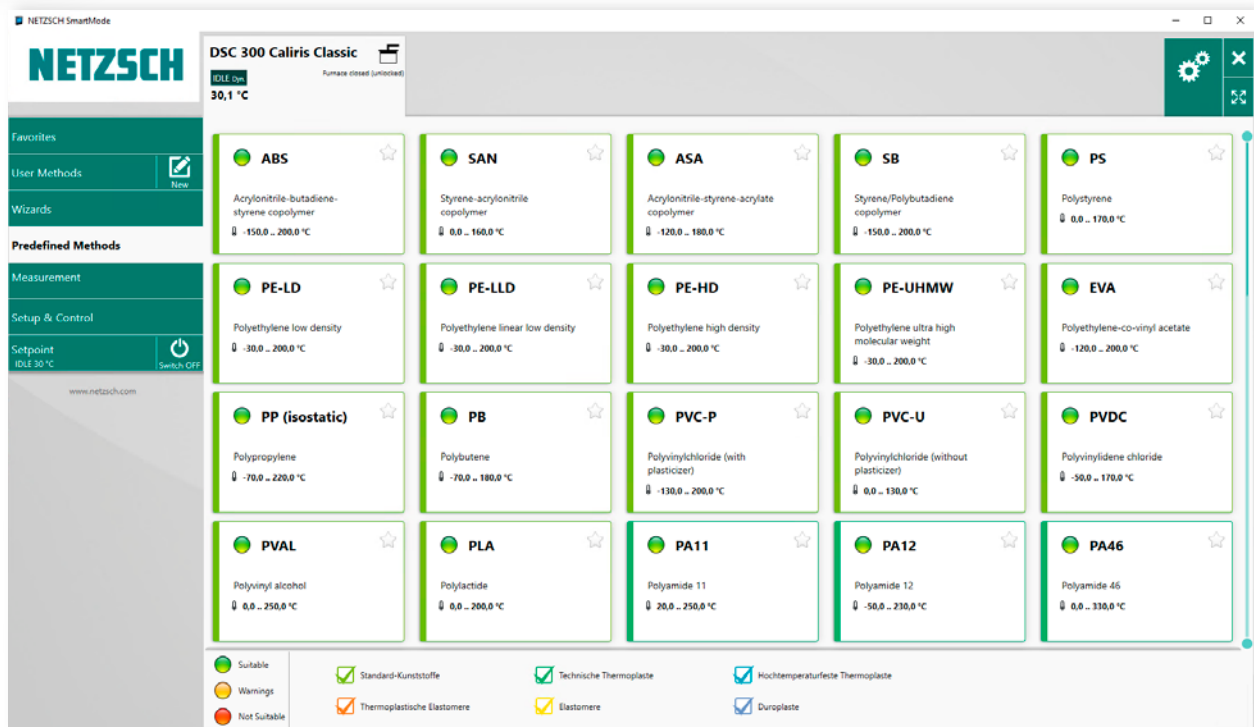 NETZSCH SmartMode
NETZSCH
DSC 300 Caliris Classic
IDLE Dyn.
Furnace closed (unlocked)
30,1 °C
Favorites
User Methods
New
Wizards
Predefined Methods
Measurement
Setup & Control
Setpoint
IDLE 30 °C
Switch OFF
www.netzsch.com
ABS
Acrylonitrile-butadiene-
styrene copolymer
-150,0 .. 200,0 °C
SAN
Styrene-acrylonitrile
copolymer
0,0 .. 160,0 °C
ASA
Acrylonitrile-styrene-acrylate
copolymer
-120,0 .. 180,0 °C
SB
Styrene/Polybutadiene
copolymer
-150,0 .. 200,0 °C
PS
Polystyrene
0,0 .. 170,0 °C
PE-LD
Polyethylene low density
-30,0 .. 200,0 °C
PE-LLD
Polyethylene linear low density
-30,0 .. 200,0 °C
PE-HD
Polyethylene high density
-30,0 .. 200,0 °C
PE-UHMW
Polyethylene ultra high
molecular weight
-30,0 .. 200,0 °C
EVA
Polyethylene-co-vinyl acetate
-120,0 .. 200,0 °C
PP (isostatic)
Polypropylene
-70,0 .. 220,0 °C
PB
Polybutene
-70,0 .. 180,0 °C
PVC-P
Polyvinylchloride (with
plasticizer)
-130,0 .. 200,0 °C
PVC-U
Polyvinylchloride (without
plasticizer)
0,0 .. 130,0 °C
PVDC
Polyvinylidene chloride
-50,0 .. 170,0 °C
PVAL
Polyvinyl alcohol
0,0 .. 250,0 °C
PLA
Polylactide
0,0 .. 200,0 °C
PA11
Polyamide 11
20,0 .. 250,0 °C
PA12
Polyamide 12
-50,0 .. 230,0 °C
PA46
Polyamide 46
0,0 .. 330,0 °C
Suitable
Warnings
Not Suitable
Standard-Kunststoffe
Technische Thermoplaste
Hochtemperaturfeste Thermoplaste
Thermoplastische Elastomere
Elastomere
Duroplaste